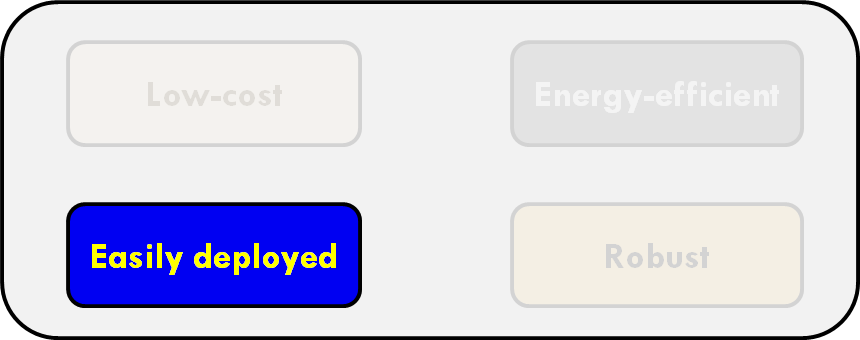 Low-cost
Energy-efficient
Easily deployed
Robust